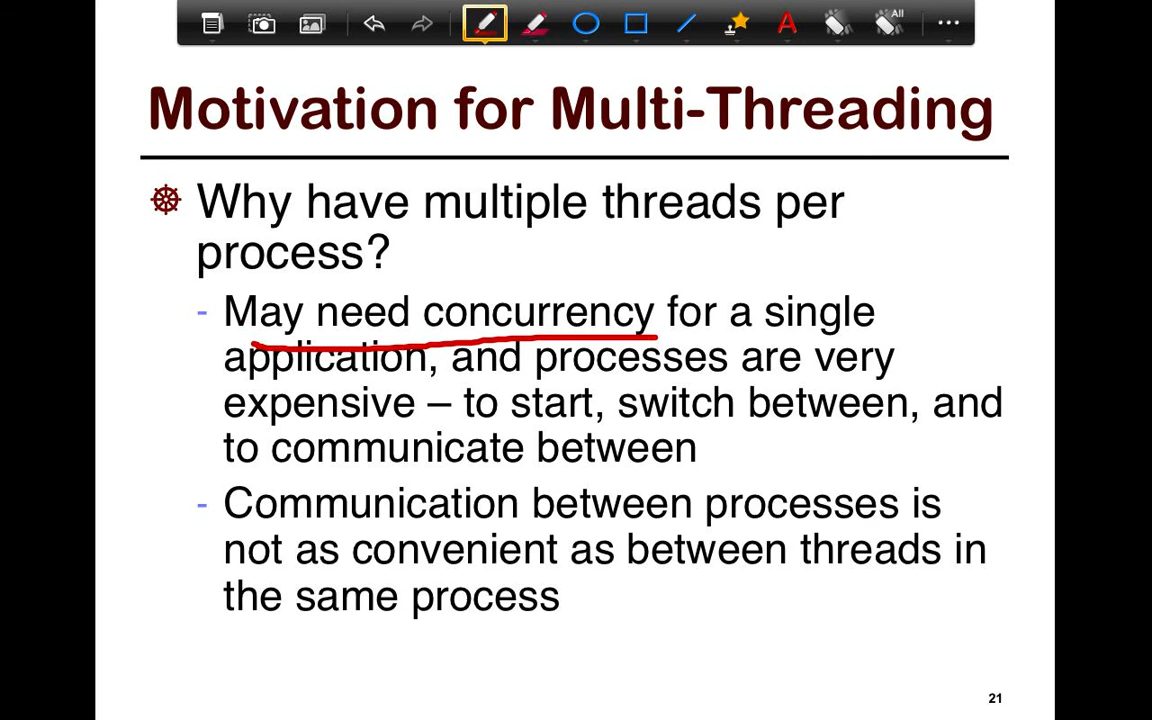 A All
Motivation for Multi-Threading
Why have multiple threads per
process?
- May need concurrency for a single
application, and processes are very
expensive – to start, switch between, and
to communicate between
- Communication between processes is
not as convenient as between threads in
the same process
21